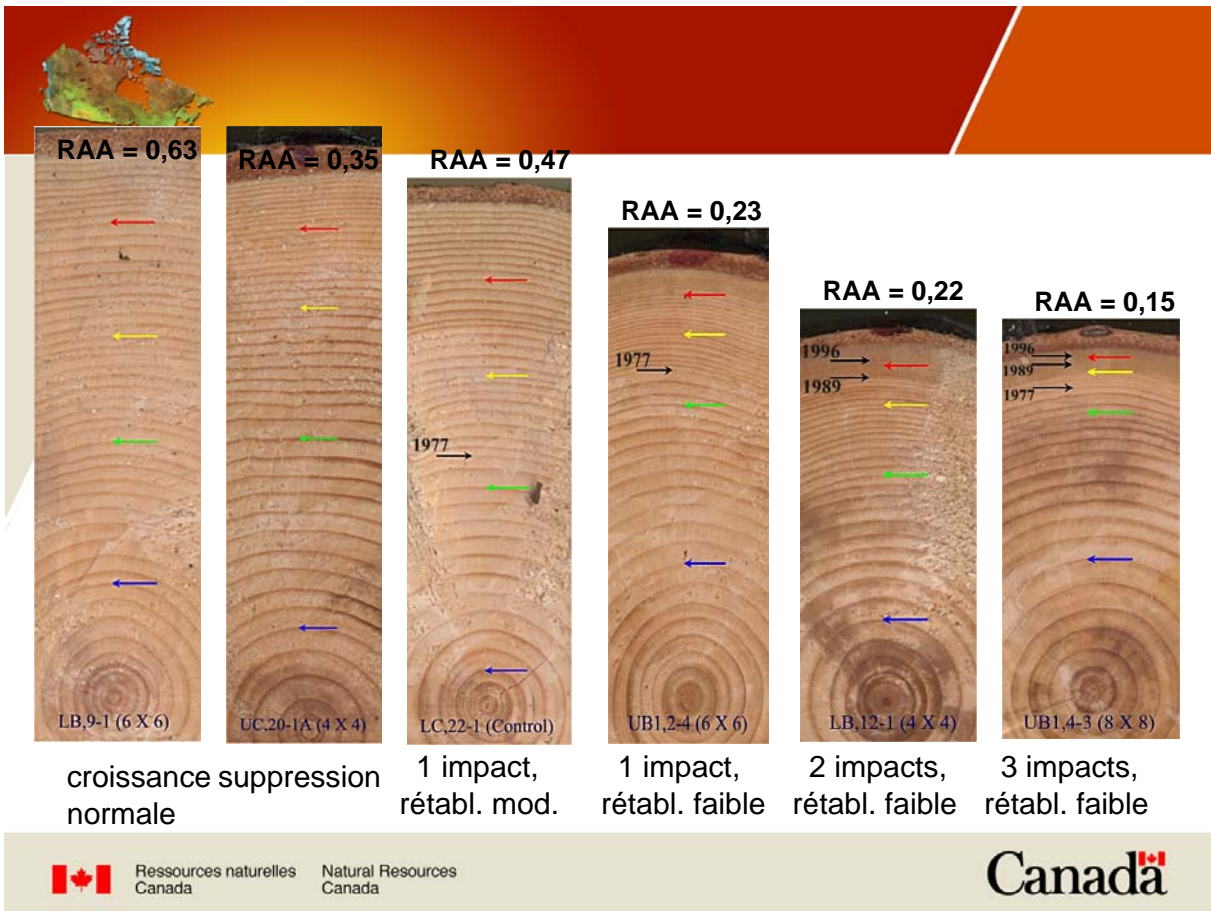 RAA = 0,63
RAA = 0,35
RAA = 0,47
RAA = 0,23
RAA = 0,22
RAA = 0,15
1977
1977
1996
1989
1996
1989
1977
LB,9-1 (6 X 6)
UC,20-1A (4 X 4)
LC,22-1 (Control)
UB1,2-4 (6 X 6)
LB,12-1 (4 X 4)
UB1,4-3 (8 X 8)
croissance
normale
suppression
1 impact,
rétabl. mod.
1 impact,
rétabl. faible
2 impacts,
rétabl. faible
3 impacts,
rétabl. faible
Ressources naturelles
Canada
Natural Resources
Canada
Canada